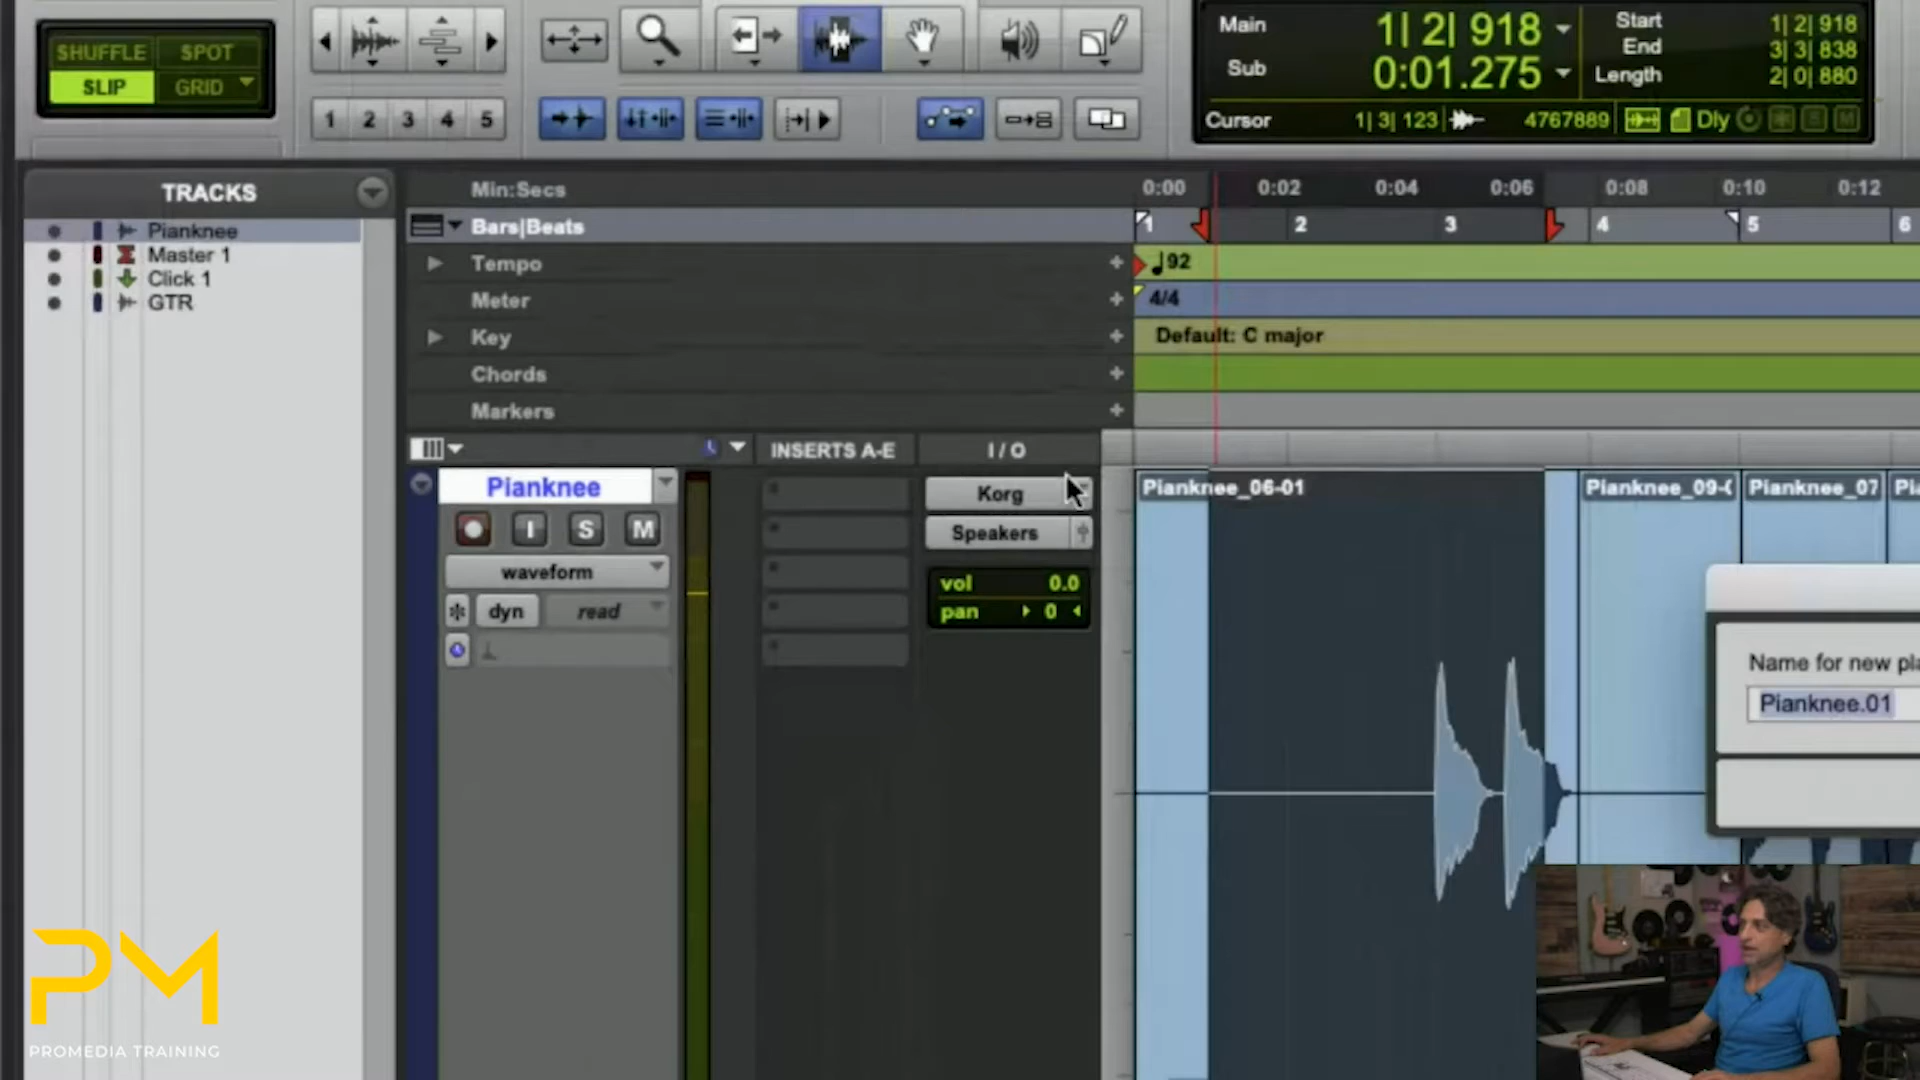 SHUFFLE SPOT
SLIP GRID
1 2 3 4 5
Main 1| 2| 918
Sub 0:01.275
Start 1| 2| 918
End 3| 3| 838
Length 2| 0| 880
Cursor 1| 3| 123 4767889 Dly S M
TRACKS
Pianknee
Master 1
Click 1
GTR
Min:Secs 0:00 0:02 0:04 0:06 0:08 0:10 0:12
Bars|Beats 1 2 3 4 5 6
Tempo + 92
Meter + 4/4
Key + Default: C major
Chords +
Markers +
INSERTS A-E I / O
Pianknee
I S M
waveform
dyn read
Korg
Speakers
vol 0.0
pan 0
Pianknee_06-01 Pianknee_09-( Pianknee_07 Pi
Name for new pla
Pianknee.01
PM
PROMEDIA TRAINING